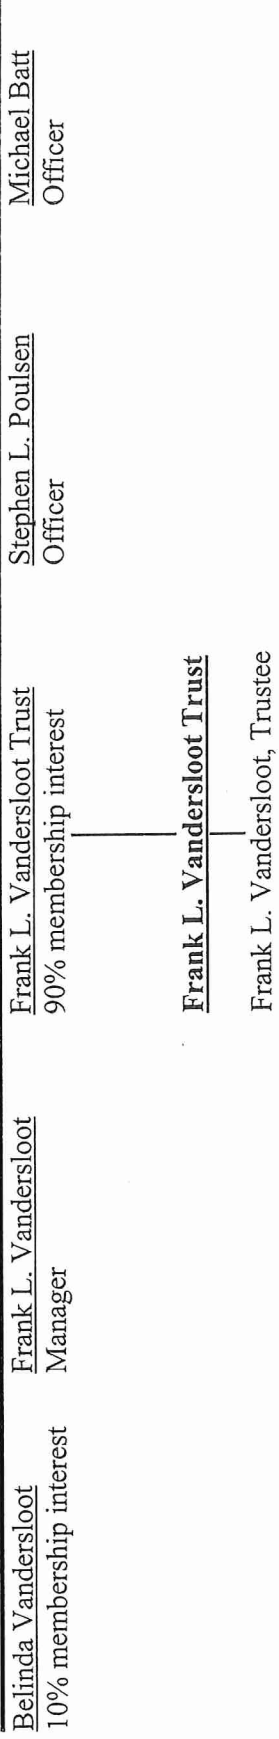 Belinda Vandersloot
10% membership interest
Frank L. Vandersloot
Manager
Frank L. Vandersloot Trust
90% membership interest
Stephen L. Poulsen
Officer
Michael Batt
Officer
Frank L. Vandersloot Trust
Frank L. Vandersloot, Trustee